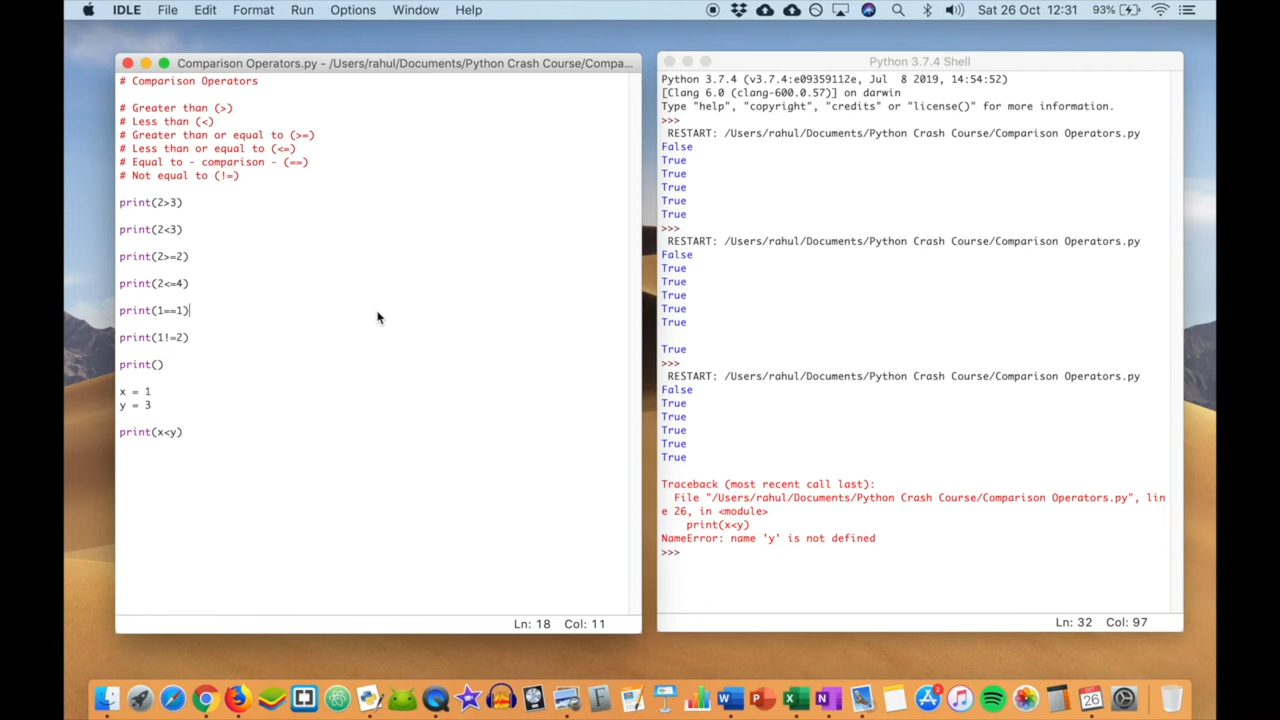 IDLE File Edit Format Run Options Window Help Sat 26 Oct 12:31 93%
Comparison Operators.py - /Users/rahul/Documents/Python Crash Course/Compa...
# Comparison Operators
# Greater than (>)
# Less than (<)
# Greater than or equal to (>=)
# Less than or equal to (<=)
# Equal to - comparison - (==)
# Not equal to (!=)
print(2>3)
print(2<3)
print(2>=2)
print(2<=4)
print(1==1)
print(1!=2)
print()
x = 1
y = 3
print(x<y)
Ln: 18 Col: 11
Python 3.7.4 Shell
Python 3.7.4 (v3.7.4:e09359112e, Jul  8 2019, 14:54:52)
[Clang 6.0 (clang-600.0.57)] on darwin
Type "help", "copyright", "credits" or "license()" for more information.
>>>
RESTART: /Users/rahul/Documents/Python Crash Course/Comparison Operators.py
False
True
True
True
True
True
>>>
RESTART: /Users/rahul/Documents/Python Crash Course/Comparison Operators.py
False
True
True
True
True
True
True
>>>
RESTART: /Users/rahul/Documents/Python Crash Course/Comparison Operators.py
False
True
True
True
True
True
Traceback (most recent call last):
File "/Users/rahul/Documents/Python Crash Course/Comparison Operators.py", lin
e 26, in <module>
print(x<y)
NameError: name 'y' is not defined
>>>
Ln: 32 Col: 97